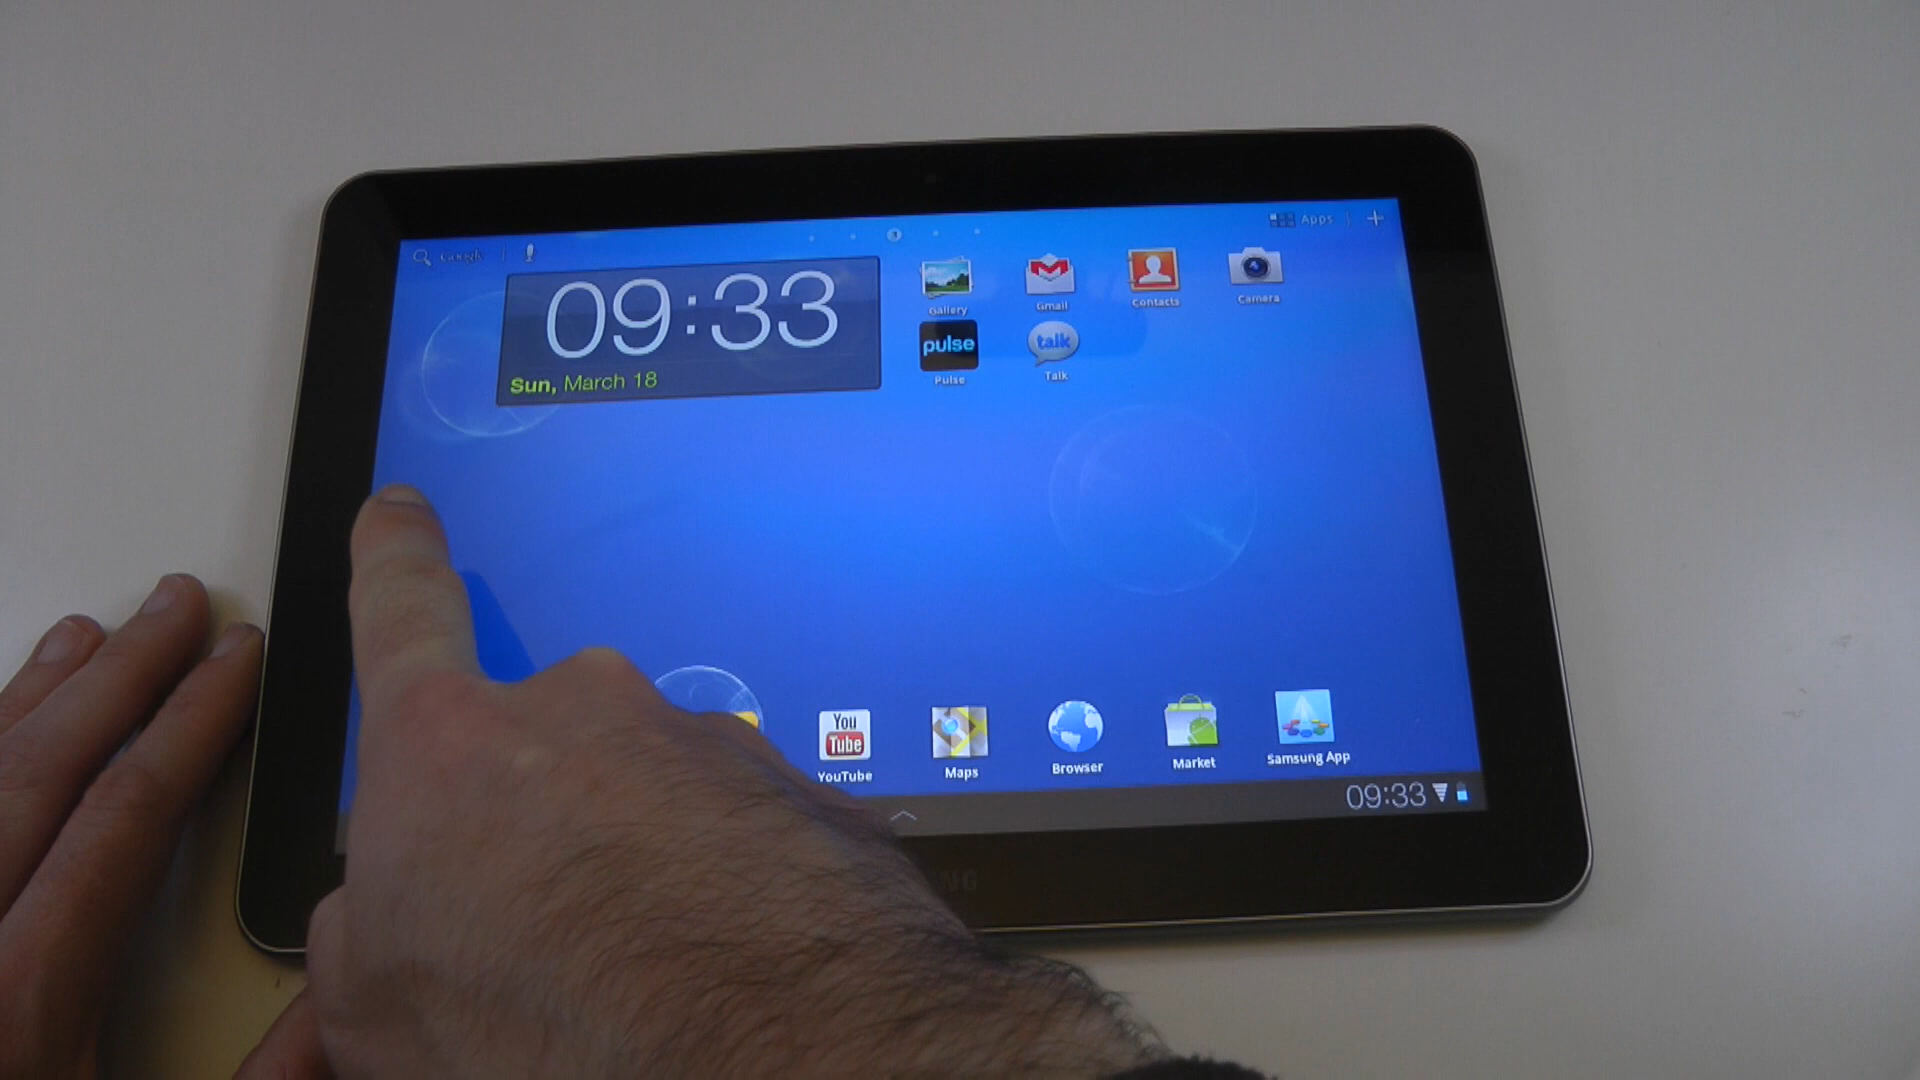 Google
Apps
09:33
Sun, March 18
Gallery
Gmail
Contacts
Camera
pulse
talk
Pulse
Talk
You
Tube
YouTube
Maps
Browser
Market
Samsung App
09:33
NG